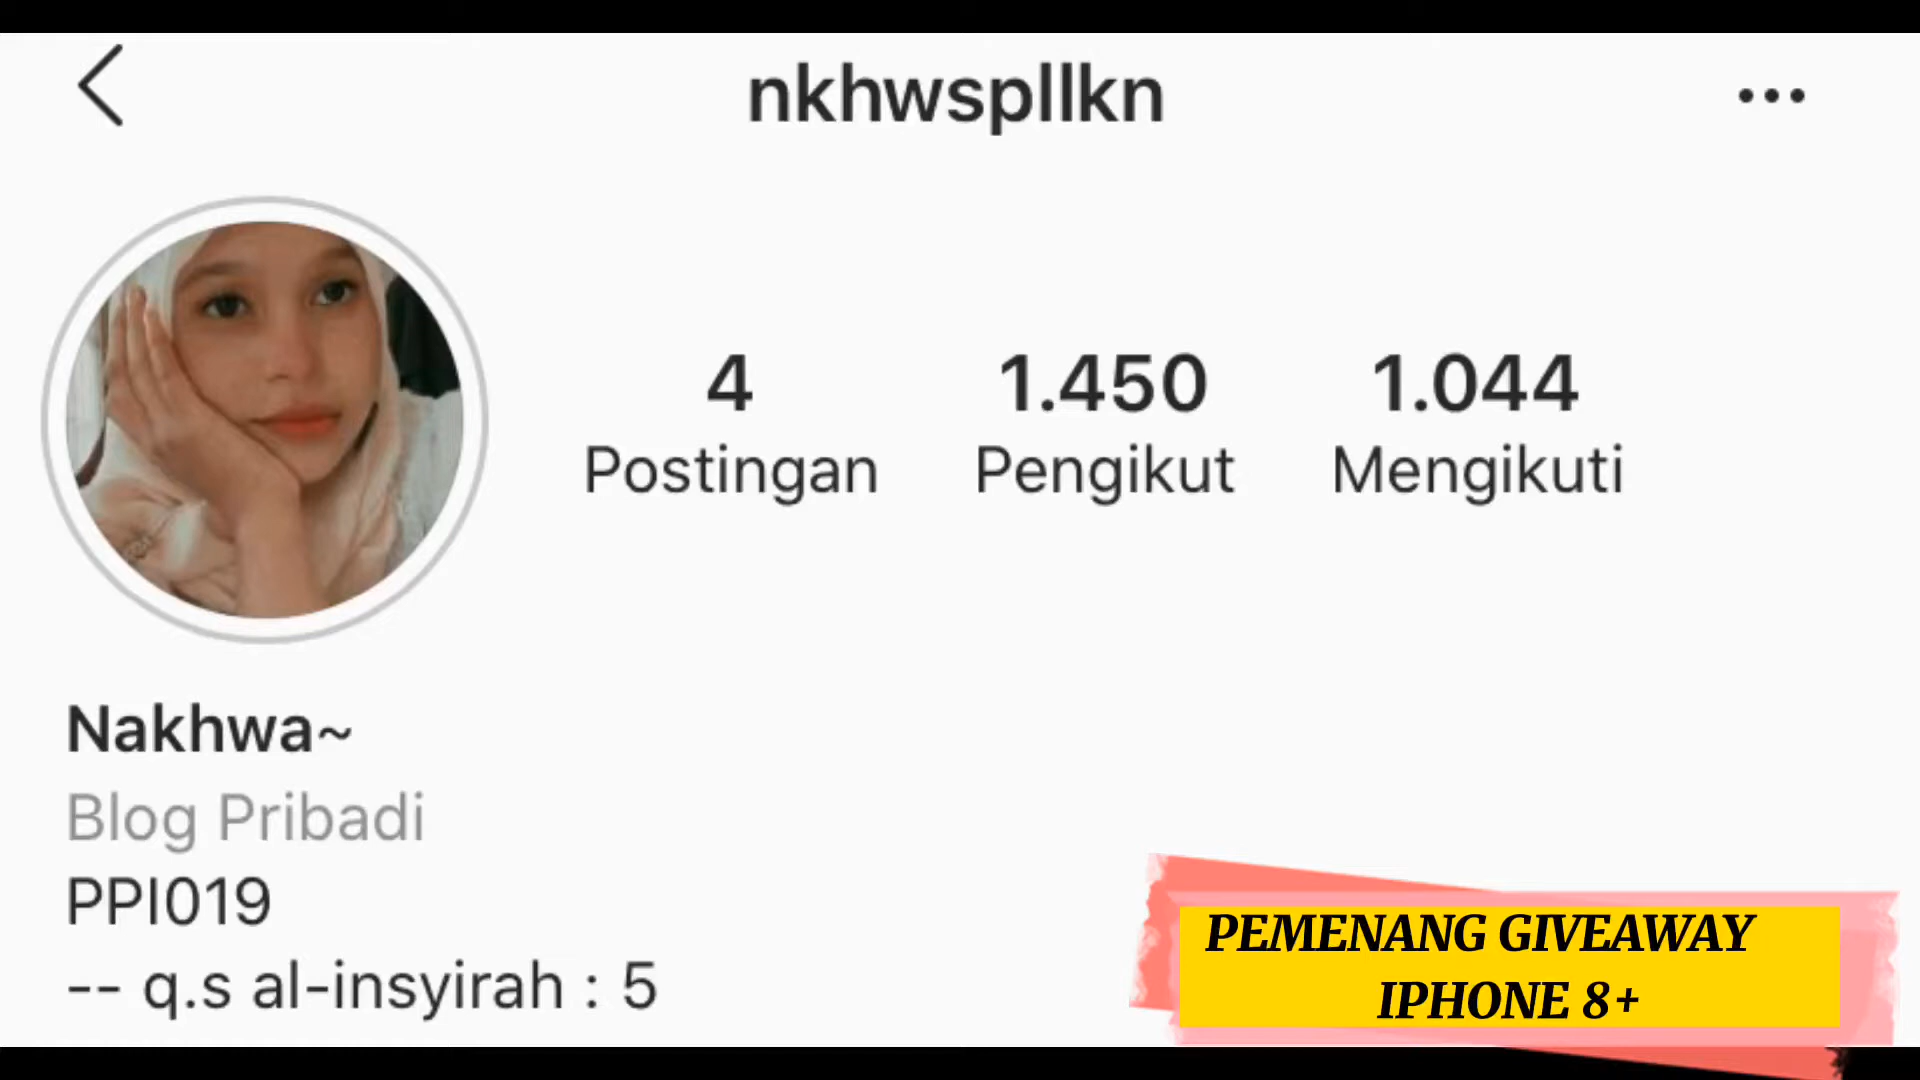 nkhwspllkn
4 1.450 1.044
Postingan Pengikut Mengikuti
Nakhwa~
Blog Pribadi
PPI019
-- q.s al-insyirah : 5
PEMENANG GIVEAWAY
IPHONE 8+